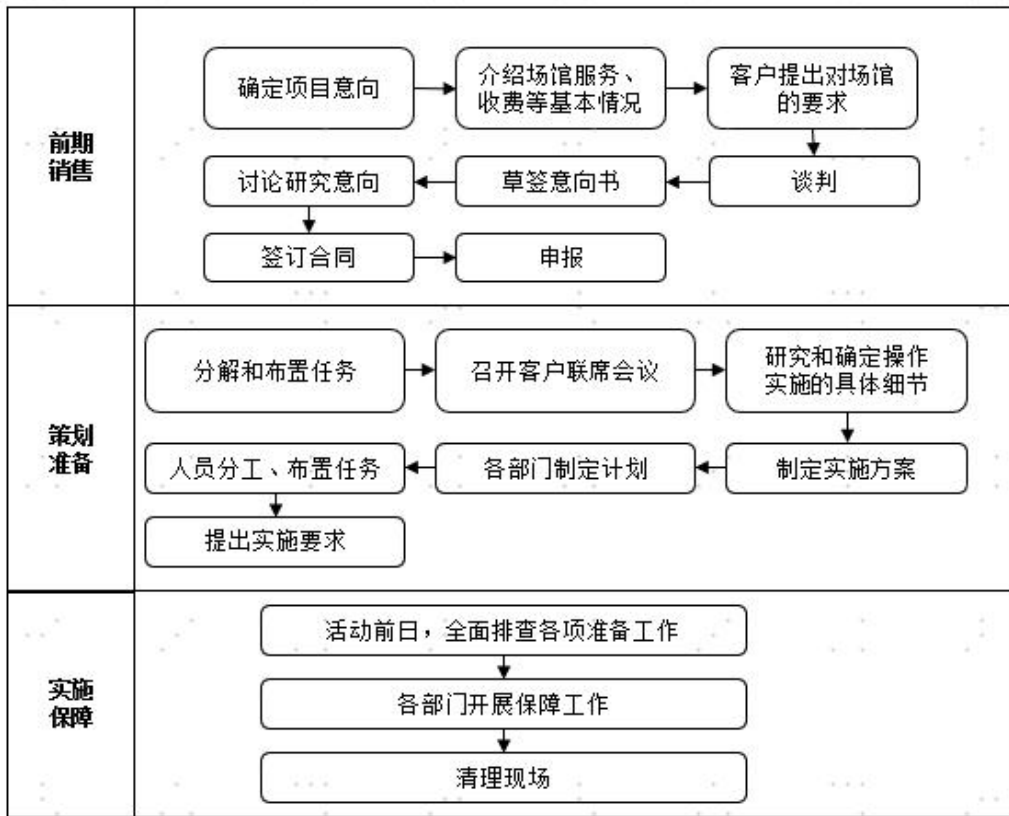 前期
销售
确定项目意向
介绍场馆服务、
收费等基本情况
客户提出对场馆
的要求
讨论研究意向
草签意向书
谈判
签订合同
申报
策划
准备
分解和布置任务
召开客户联席会议
研究和确定操作
实施的具体细节
人员分工、布置任务
各部门制定计划
制定实施方案
提出实施要求
实施
保障
活动前日，全面排查各项准备工作
各部门开展保障工作
清理现场